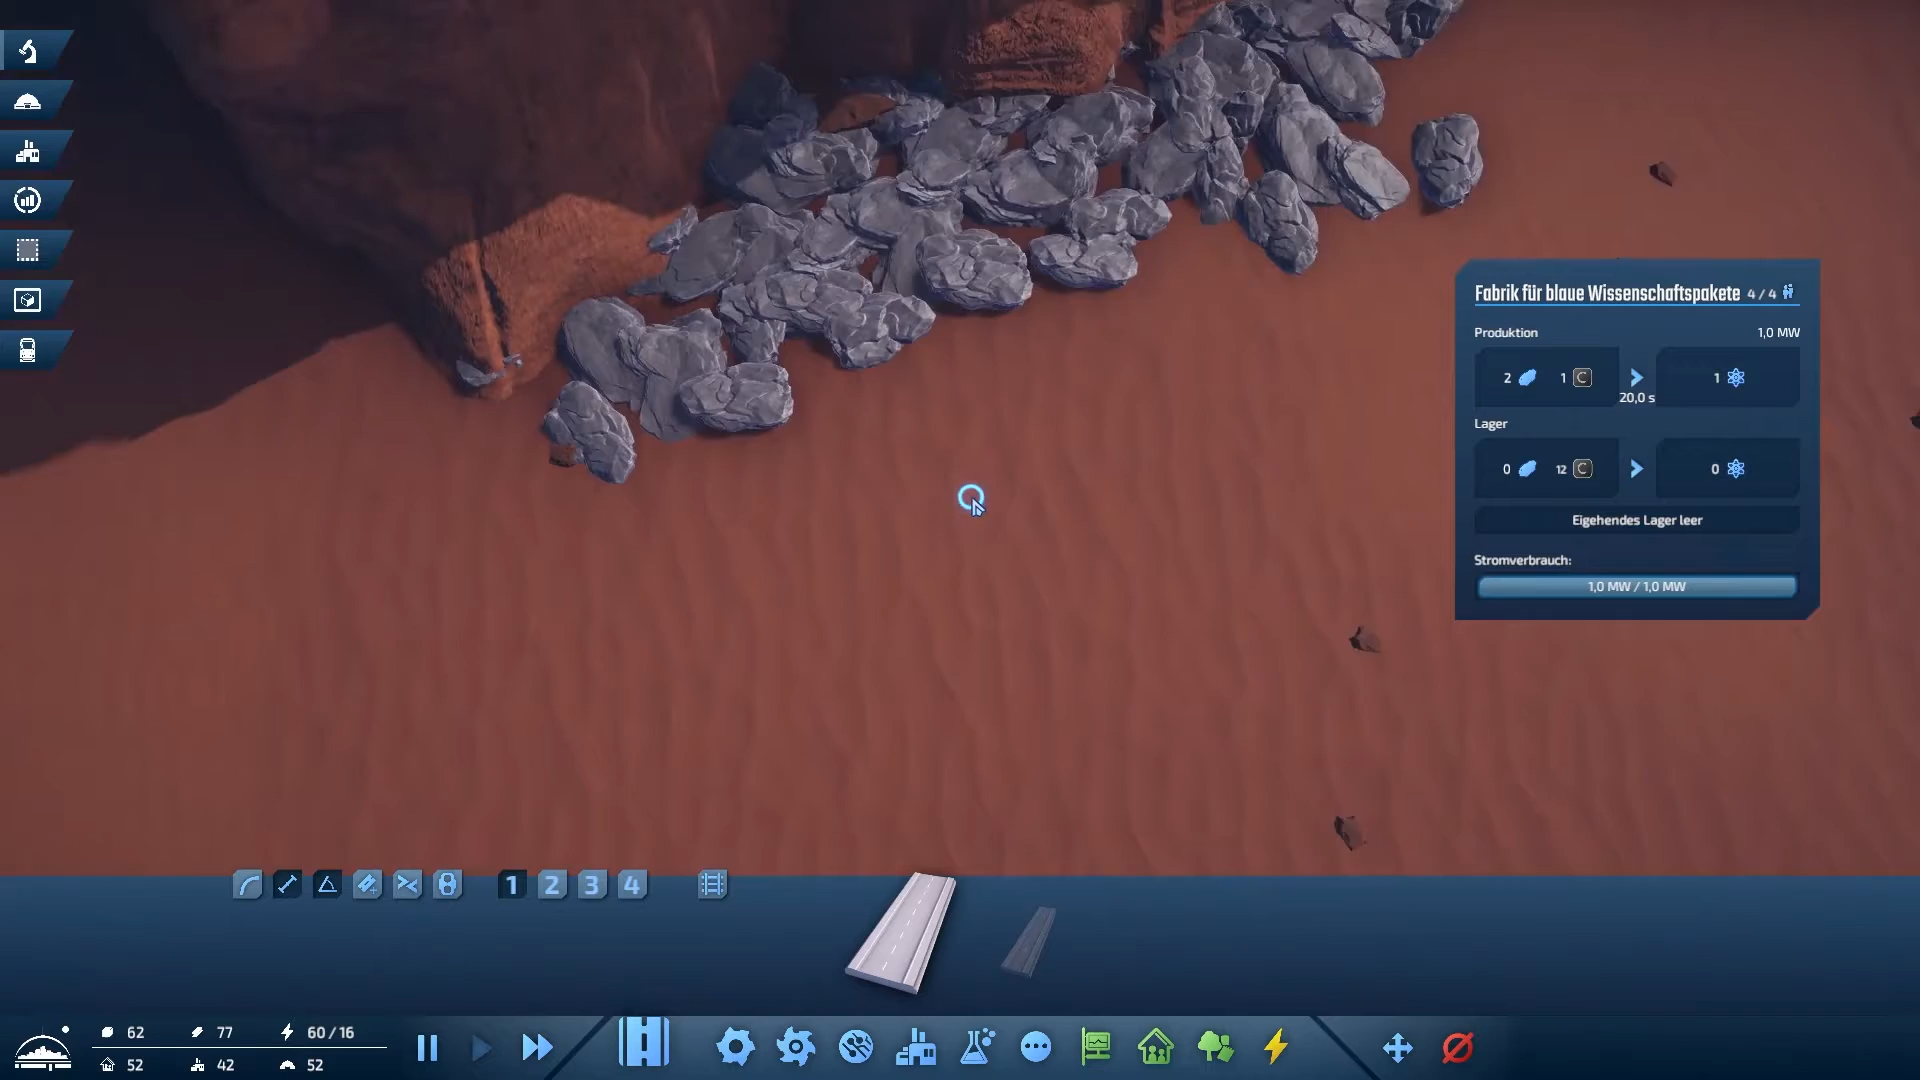 Fabrik für blaue Wissenschaftspakete 4 / 4
Produktion 1,0 MW
2 1 C 1
20,0 s
Lager
0 12 C 0
Eigehendes Lager leer
Stromverbrauch:
1,0 MW / 1,0 MW
1 2 3 4
62 77 60 / 16
52 42 52